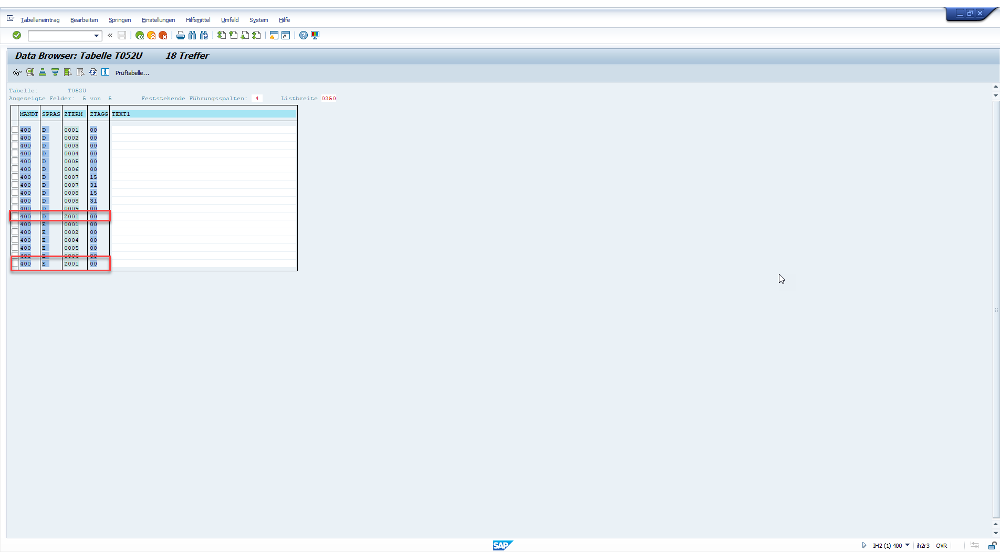 Tabelleneintrag Bearbeiten Springen Einstellungen Hilfsmittel Umfeld System Hilfe
Data Browser: Tabelle T052U 18 Treffer
Prüftabelle...
Tabelle: T052U
Angezeigte Felder: 5 von 5 Feststehende Führungsspalten: 4 Listbreite 0250
MANDT SPRAS ZTERM ZTAGG TEXT1
400 D 0001 00
400 D 0002 00
400 D 0003 00
400 D 0004 00
400 D 0005 00
400 D 0006 00
400 D 0007 15
400 D 0007 31
400 D 0008 15
400 D 0008 31
400 D 0009 00
400 D Z001 00
400 E 0001 00
400 E 0002 00
400 E 0004 00
400 E 0005 00
400 E 0006 00
400 E Z001 00
SAP
IH2 (1) 400 ih2r3 OVR